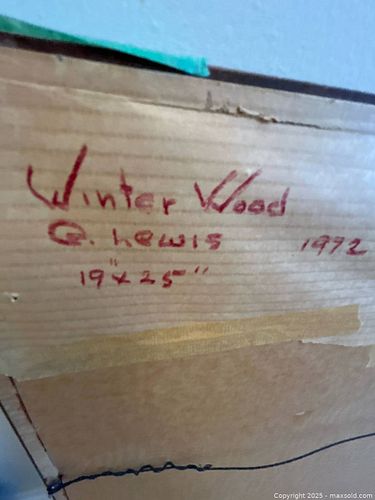 Winter Wood
G. Lewis 1972
19" x 25"
Copyright 2025 - maxsold.com